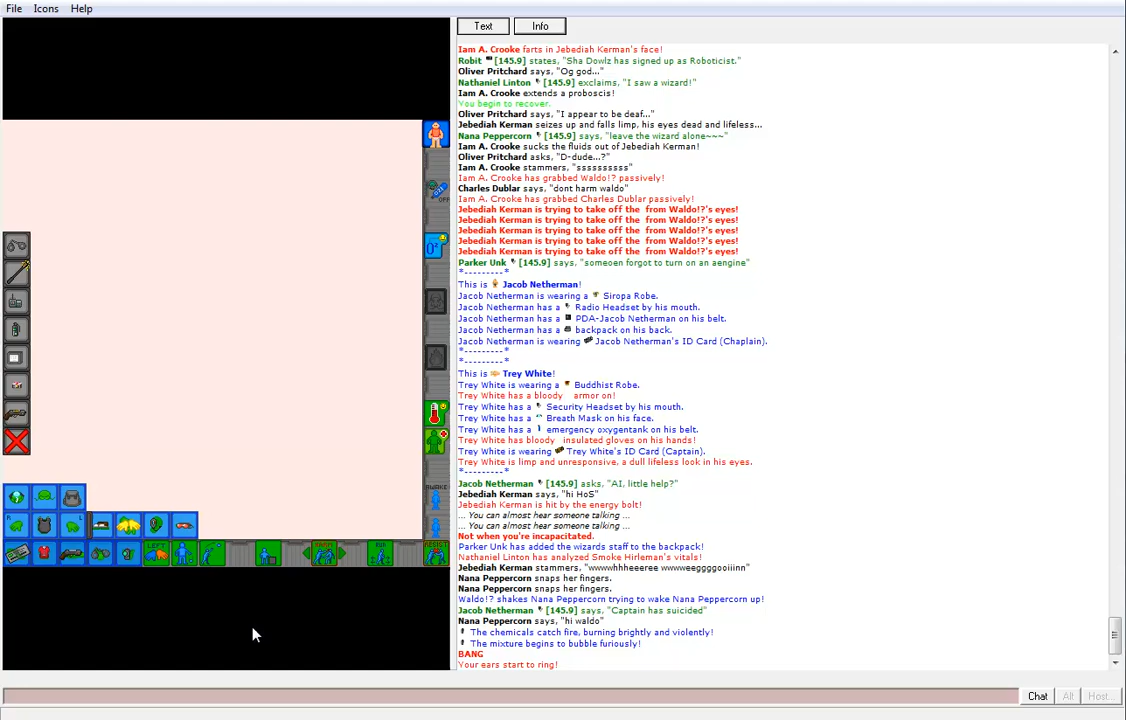 File Icons Help
Text Info
Iam A. Crooke farts in Jebediah Kerman's face!
Robit [145.9] states, "Sha Dowlz has signed up as Roboticist."
Oliver Pritchard says, "Og god..."
Nathaniel Linton [145.9] exclaims, "I saw a wizard!"
Iam A. Crooke extends a proboscis!
You begin to recover.
Oliver Pritchard says, "I appear to be deaf..."
Jebediah Kerman seizes up and falls limp, his eyes dead and lifeless...
Nana Peppercorn [145.9] says, "leave the wizard alone~~~"
Iam A. Crooke sucks the fluids out of Jebediah Kerman!
Oliver Pritchard asks, "D-dude...?"
Iam A. Crooke stammers, "ssssssssss"
Iam A. Crooke has grabbed Waldo!? passively!
Charles Dublar says, "dont harm waldo"
Iam A. Crooke has grabbed Charles Dublar passively!
Jebediah Kerman is trying to take off the from Waldo!?'s eyes!
Jebediah Kerman is trying to take off the from Waldo!?'s eyes!
Jebediah Kerman is trying to take off the from Waldo!?'s eyes!
Jebediah Kerman is trying to take off the from Waldo!?'s eyes!
Jebediah Kerman is trying to take off the from Waldo!?'s eyes!
Parker Unk [145.9] says, "someoen forgot to turn on an aengine"
*---------*
This is Jacob Netherman!
Jacob Netherman is wearing a Siropa Robe.
Jacob Netherman has a Radio Headset by his mouth.
Jacob Netherman has a PDA-Jacob Netherman on his belt.
Jacob Netherman has a backpack on his back.
Jacob Netherman is wearing Jacob Netherman's ID Card (Chaplain).
*---------*
*---------*
This is Trey White!
Trey White is wearing a Buddhist Robe.
Trey White has a bloody armor on!
Trey White has a Security Headset by his mouth.
Trey White has a Breath Mask on his face.
Trey White has a emergency oxygentank on his belt.
Trey White has bloody insulated gloves on his hands!
Trey White is wearing Trey White's ID Card (Captain).
Trey White is limp and unresponsive, a dull lifeless look in his eyes.
*---------*
Jacob Netherman [145.9] asks, "AI, little help?"
Jebediah Kerman says, "hi HoS"
Jebediah Kerman is hit by the energy bolt!
... You can almost hear someone talking ...
... You can almost hear someone talking ...
Not when you're incapacitated.
Parker Unk has added the wizards staff to the backpack!
Nathaniel Linton has analyzed Smoke Hirleman's vitals!
Jebediah Kerman stammers, "wwwwhhheeeree wwwweeggggooiiinn"
Nana Peppercorn snaps her fingers.
Nana Peppercorn snaps her fingers.
Waldo!? shakes Nana Peppercorn trying to wake Nana Peppercorn up!
Jacob Netherman [145.9] says, "Captain has suicided"
Nana Peppercorn says, "hi waldo"
The chemicals catch fire, burning brightly and violently!
The mixture begins to bubble furiously!
BANG
Your ears start to ring!
OFF
AWAKE
R L
LEFT
RESIST
Chat Alt Host...